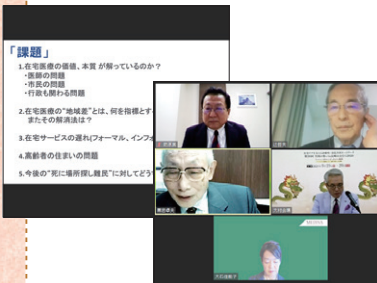 「課題」
1.在宅医療の価値、本質 が解っているのか？
・医師の問題
・市民の問題
・行政も関わる問題
2.在宅医療の“地域差”とは、何を指標とす
またその解消法は？
3.在宅サービスの遅れ(フォーマル、インフォ
4.高齢者の住まいの問題
5.今後の“死に場所探し難民”に対してどう